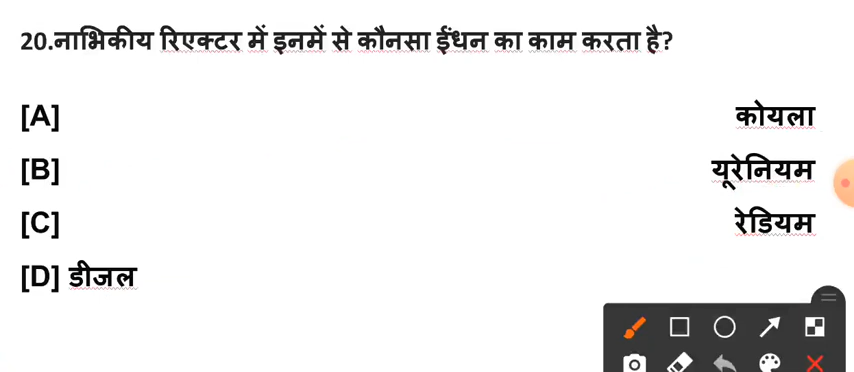 20.नाभिकीय रिएक्टर में इनमें से कौनसा ईंधन का काम करता है?
[A] कोयला
[B] यूरेनियम
[C] रेडियम
[D] डीजल